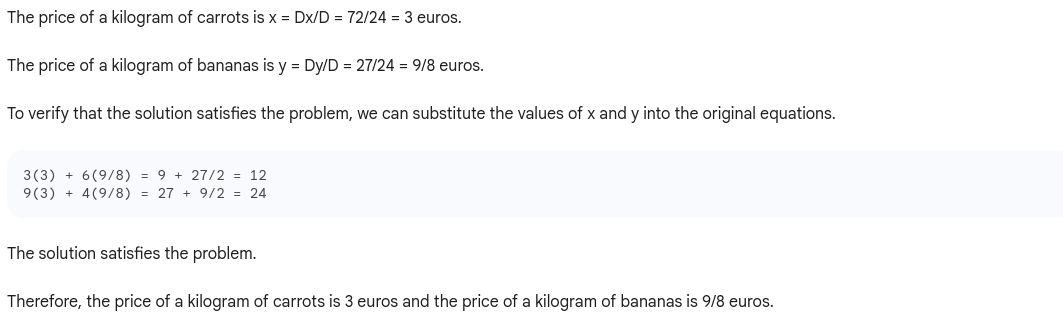 The price of a kilogram of carrots is x = Dx/D = 72/24 = 3 euros.
The price of a kilogram of bananas is y = Dy/D = 27/24 = 9/8 euros.
To verify that the solution satisfies the problem, we can substitute the values of x and y into the original equations.
3(3) + 6(9/8) = 9 + 27/2 = 12
9(3) + 4(9/8) = 27 + 9/2 = 24
The solution satisfies the problem.
Therefore, the price of a kilogram of carrots is 3 euros and the price of a kilogram of bananas is 9/8 euros.